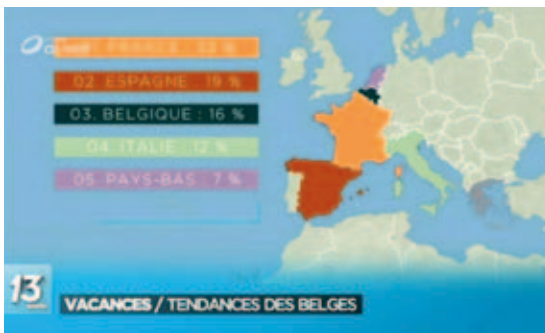 FRANCE :
02. ESPAGNE : 19 %
03. BELGIQUE : 16 %
04. ITALIE : 12 %
05. PAYS-BAS : 7 %
13
VACANCES / TENDANCES DES BELGES